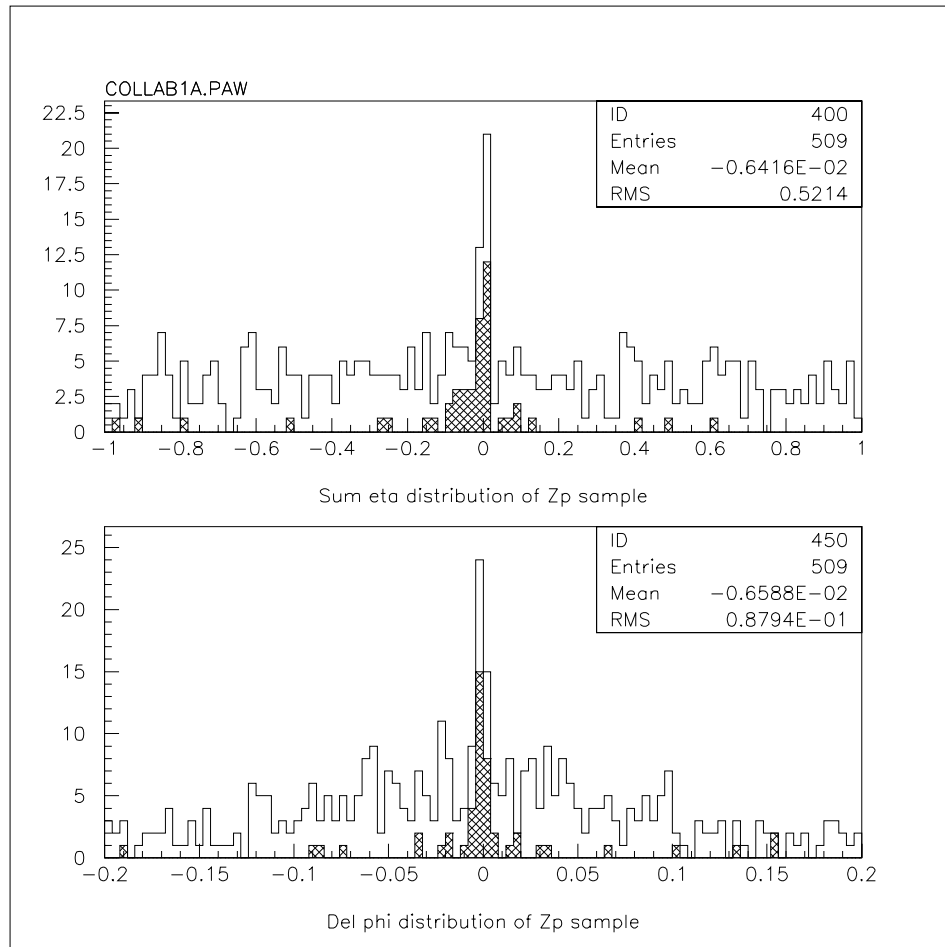 COLLAB1A.PAW
ID 400
Entries 509
Mean -0.6416E-02
RMS 0.5214
22.5
20
17.5
15
12.5
10
7.5
5
2.5
0
-1 -0.8 -0.6 -0.4 -0.2 0 0.2 0.4 0.6 0.8 1
Sum eta distribution of Zp sample
ID 450
Entries 509
Mean -0.6588E-02
RMS 0.8794E-01
25
20
15
10
5
0
-0.2 -0.15 -0.1 -0.05 0 0.05 0.1 0.15 0.2
Del phi distribution of Zp sample